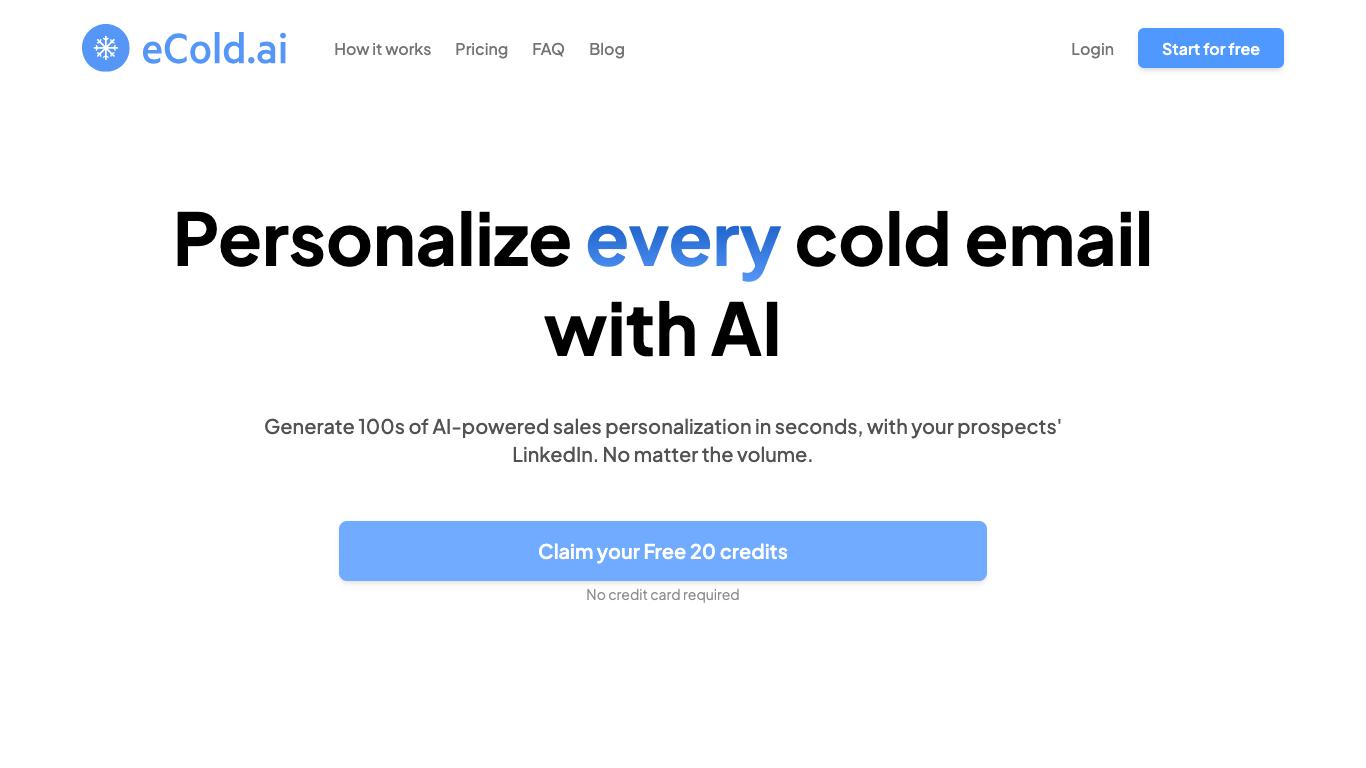 eCold.ai
How it works
Pricing
FAQ
Blog
Login
Start for free
Personalize every cold email
with AI
Generate 100s of AI-powered sales personalization in seconds, with your prospects'
LinkedIn. No matter the volume.
Claim your Free 20 credits
No credit card required